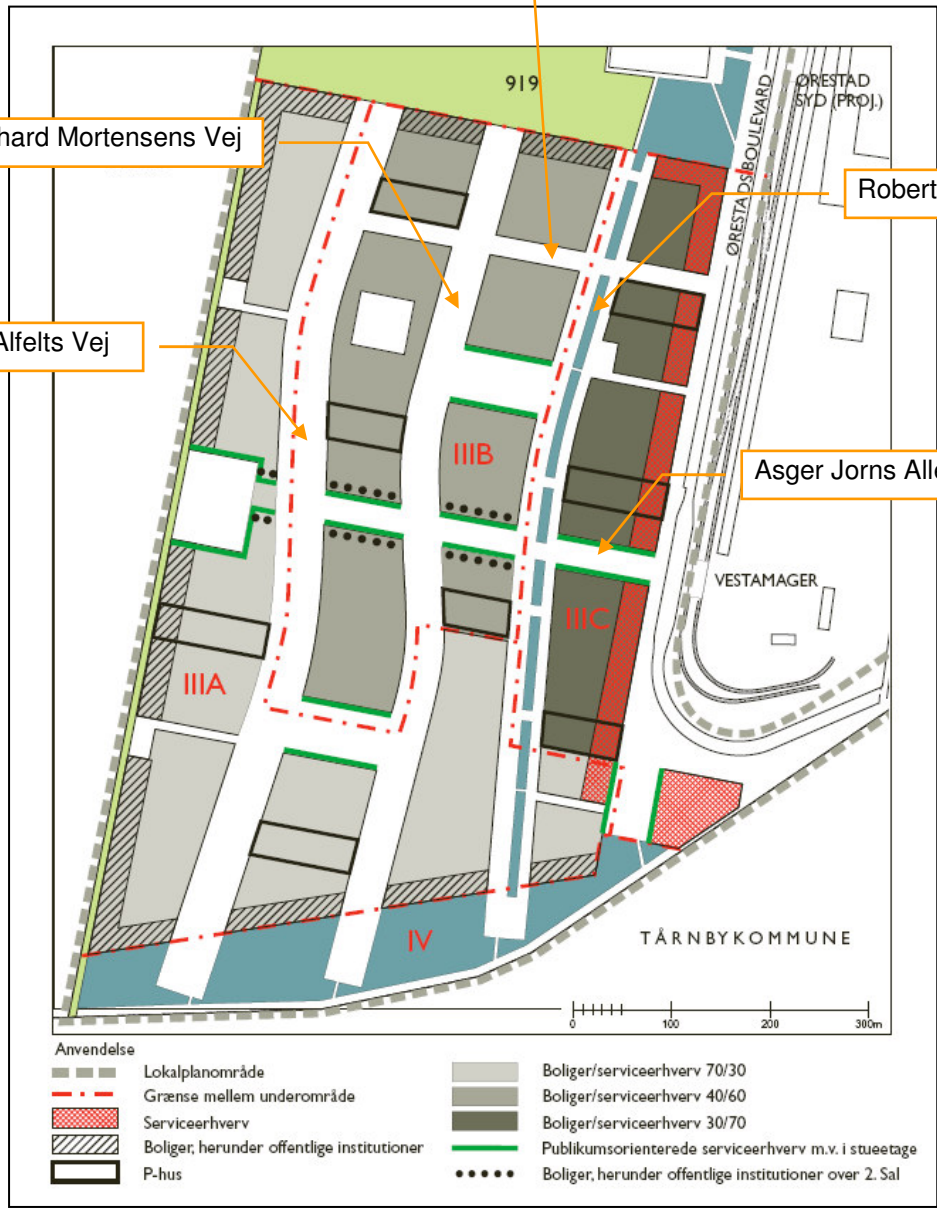 919
ØRESTADS BOULEVARD
ØRESTAD
SYD (PROJ.)
hard Mortensens Vej
Robert
Alfelts Vej
IIIB
Asger Jorns Alle
VESTAMAGER
IIIC
IIIA
IV
TÅRNBYKOMMUNE
0 100 200 300m
Anvendelse
Lokalplanområde
Grænse mellem underområde
Serviceerhverv
Boliger, herunder offentlige institutioner
P-hus
Boliger/serviceerhverv 70/30
Boliger/serviceerhverv 40/60
Boliger/serviceerhverv 30/70
Publikumsorienterede serviceerhverv m.v. i stueetage
Boliger, herunder offentlige institutioner over 2. Sal